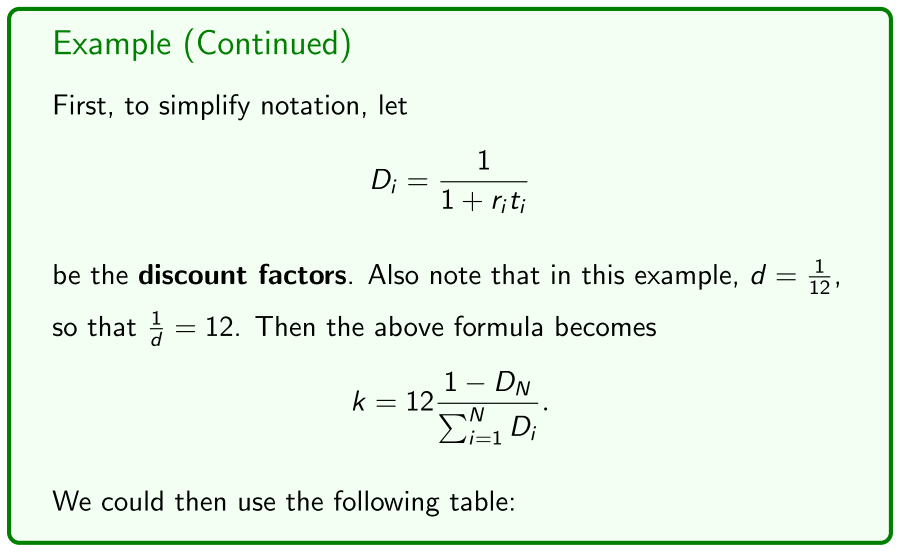 Example (Continued)
First, to simplify notation, let
D_i = \frac{1}{1 + r_i t_i}
be the discount factors. Also note that in this example, d = \frac{1}{12},
so that \frac{1}{d} = 12. Then the above formula becomes
k = 12 \frac{1 - D_N}{\sum_{i=1}^{N} D_i}.
We could then use the following table: